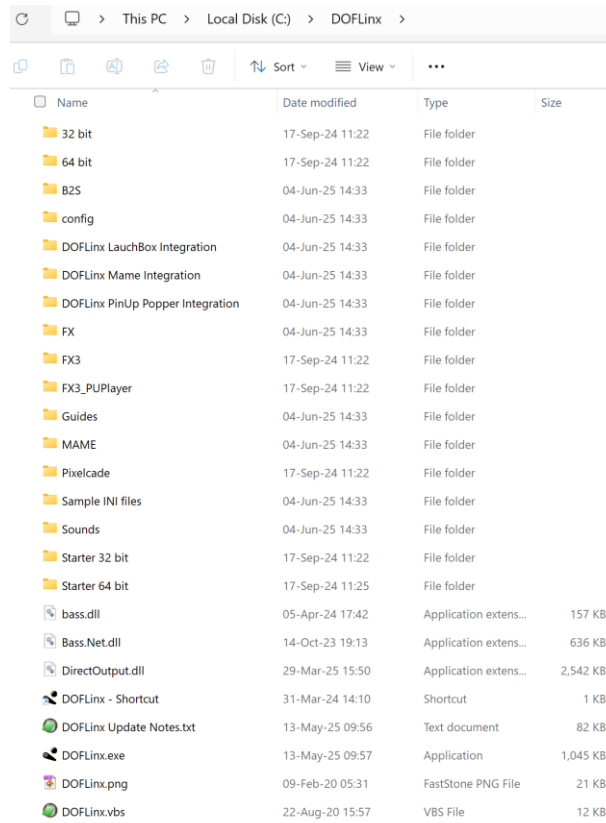 This PC > Local Disk (C:) > DOFLinx >
Sort View ...
Name Date modified Type Size
32 bit 17-Sep-24 11:22 File folder
64 bit 17-Sep-24 11:22 File folder
B2S 04-Jun-25 14:33 File folder
config 04-Jun-25 14:33 File folder
DOFLinx LauchBox Integration 04-Jun-25 14:33 File folder
DOFLinx Mame Integration 04-Jun-25 14:33 File folder
DOFLinx PinUp Popper Integration 04-Jun-25 14:33 File folder
FX 04-Jun-25 14:33 File folder
FX3 17-Sep-24 11:22 File folder
FX3_PUPlayer 17-Sep-24 11:22 File folder
Guides 04-Jun-25 14:33 File folder
MAME 04-Jun-25 14:33 File folder
Pixelcade 17-Sep-24 11:22 File folder
Sample INI files 04-Jun-25 14:33 File folder
Sounds 04-Jun-25 14:33 File folder
Starter 32 bit 17-Sep-24 11:22 File folder
Starter 64 bit 17-Sep-24 11:25 File folder
bass.dll 05-Apr-24 17:42 Application extens... 157 KB
Bass.Net.dll 14-Oct-23 19:13 Application extens... 636 KB
DirectOutput.dll 29-Mar-25 15:50 Application extens... 2,542 KB
DOFLinx - Shortcut 31-Mar-24 14:10 Shortcut 1 KB
DOFLinx Update Notes.txt 13-May-25 09:56 Text document 82 KB
DOFLinx.exe 13-May-25 09:57 Application 1,045 KB
DOFLinx.png 09-Feb-20 05:31 FastStone PNG File 21 KB
DOFLinx.vbs 22-Aug-20 15:57 VBS File 12 KB